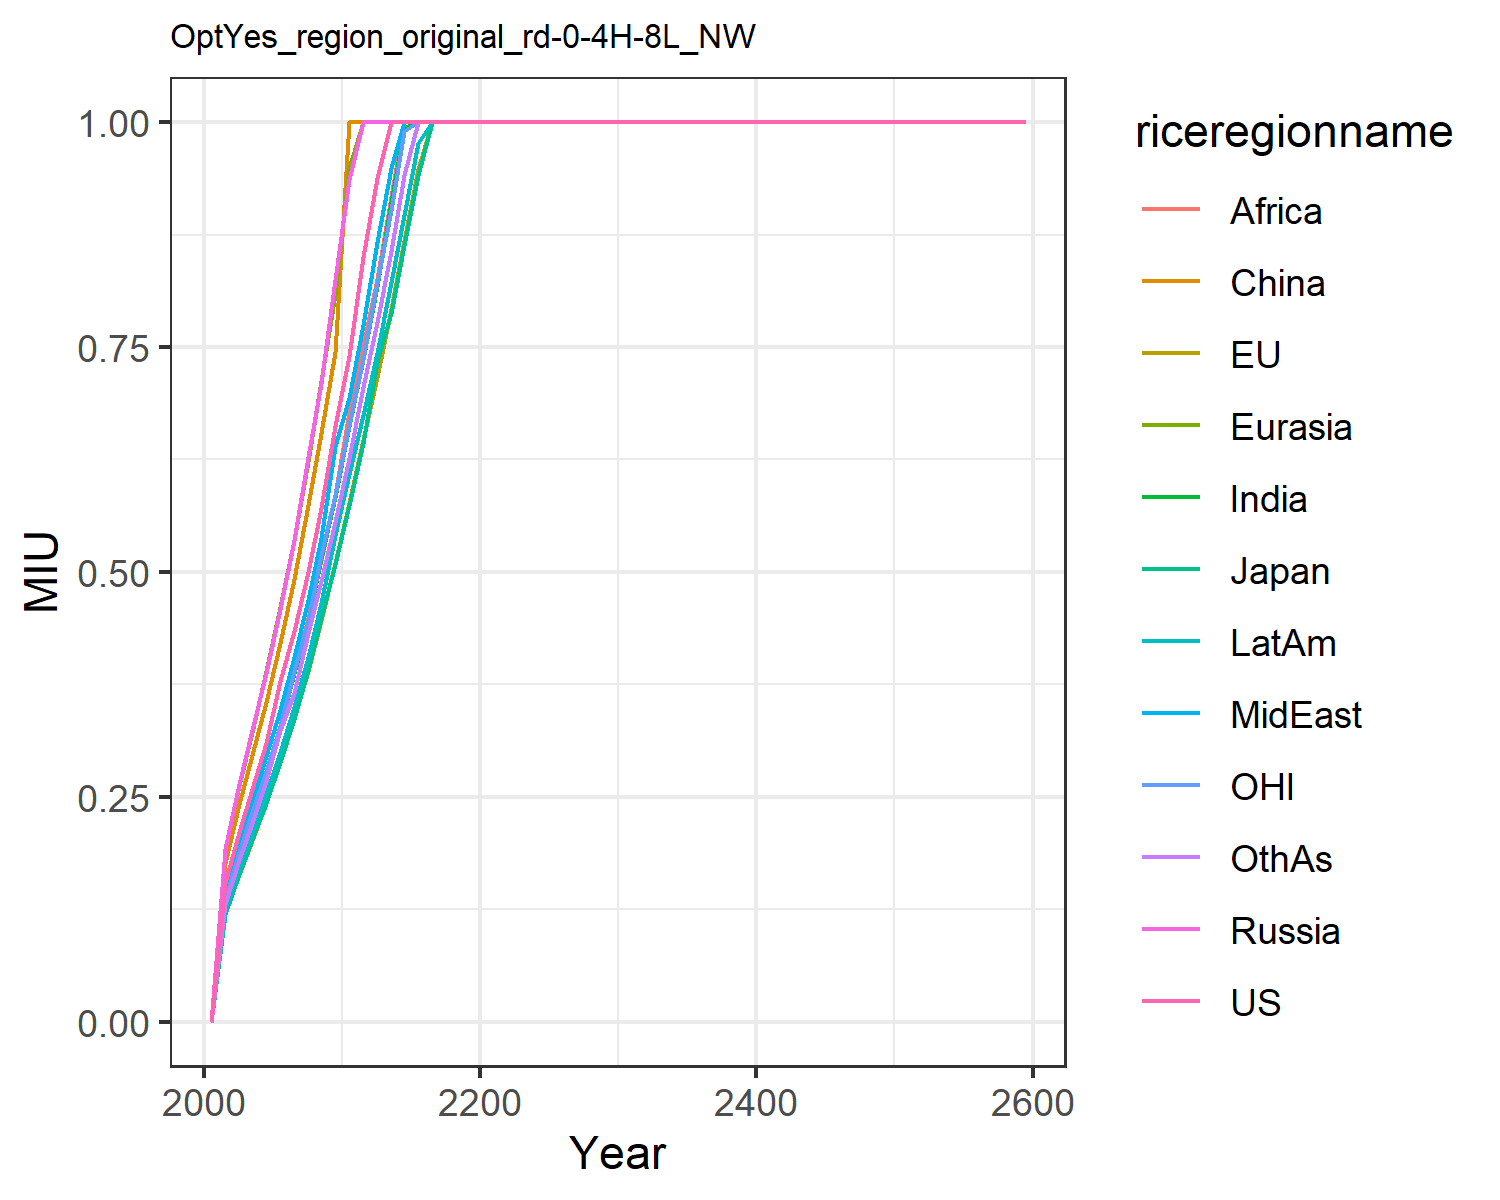 OptYes_region_original_rd-0-4H-8L_NW
1.00
0.75
0.50
0.25
0.00
MIU
2000
2200
2400
2600
Year
riceregionname
Africa
China
EU
Eurasia
India
Japan
LatAm
MidEast
OHI
OthAs
Russia
US